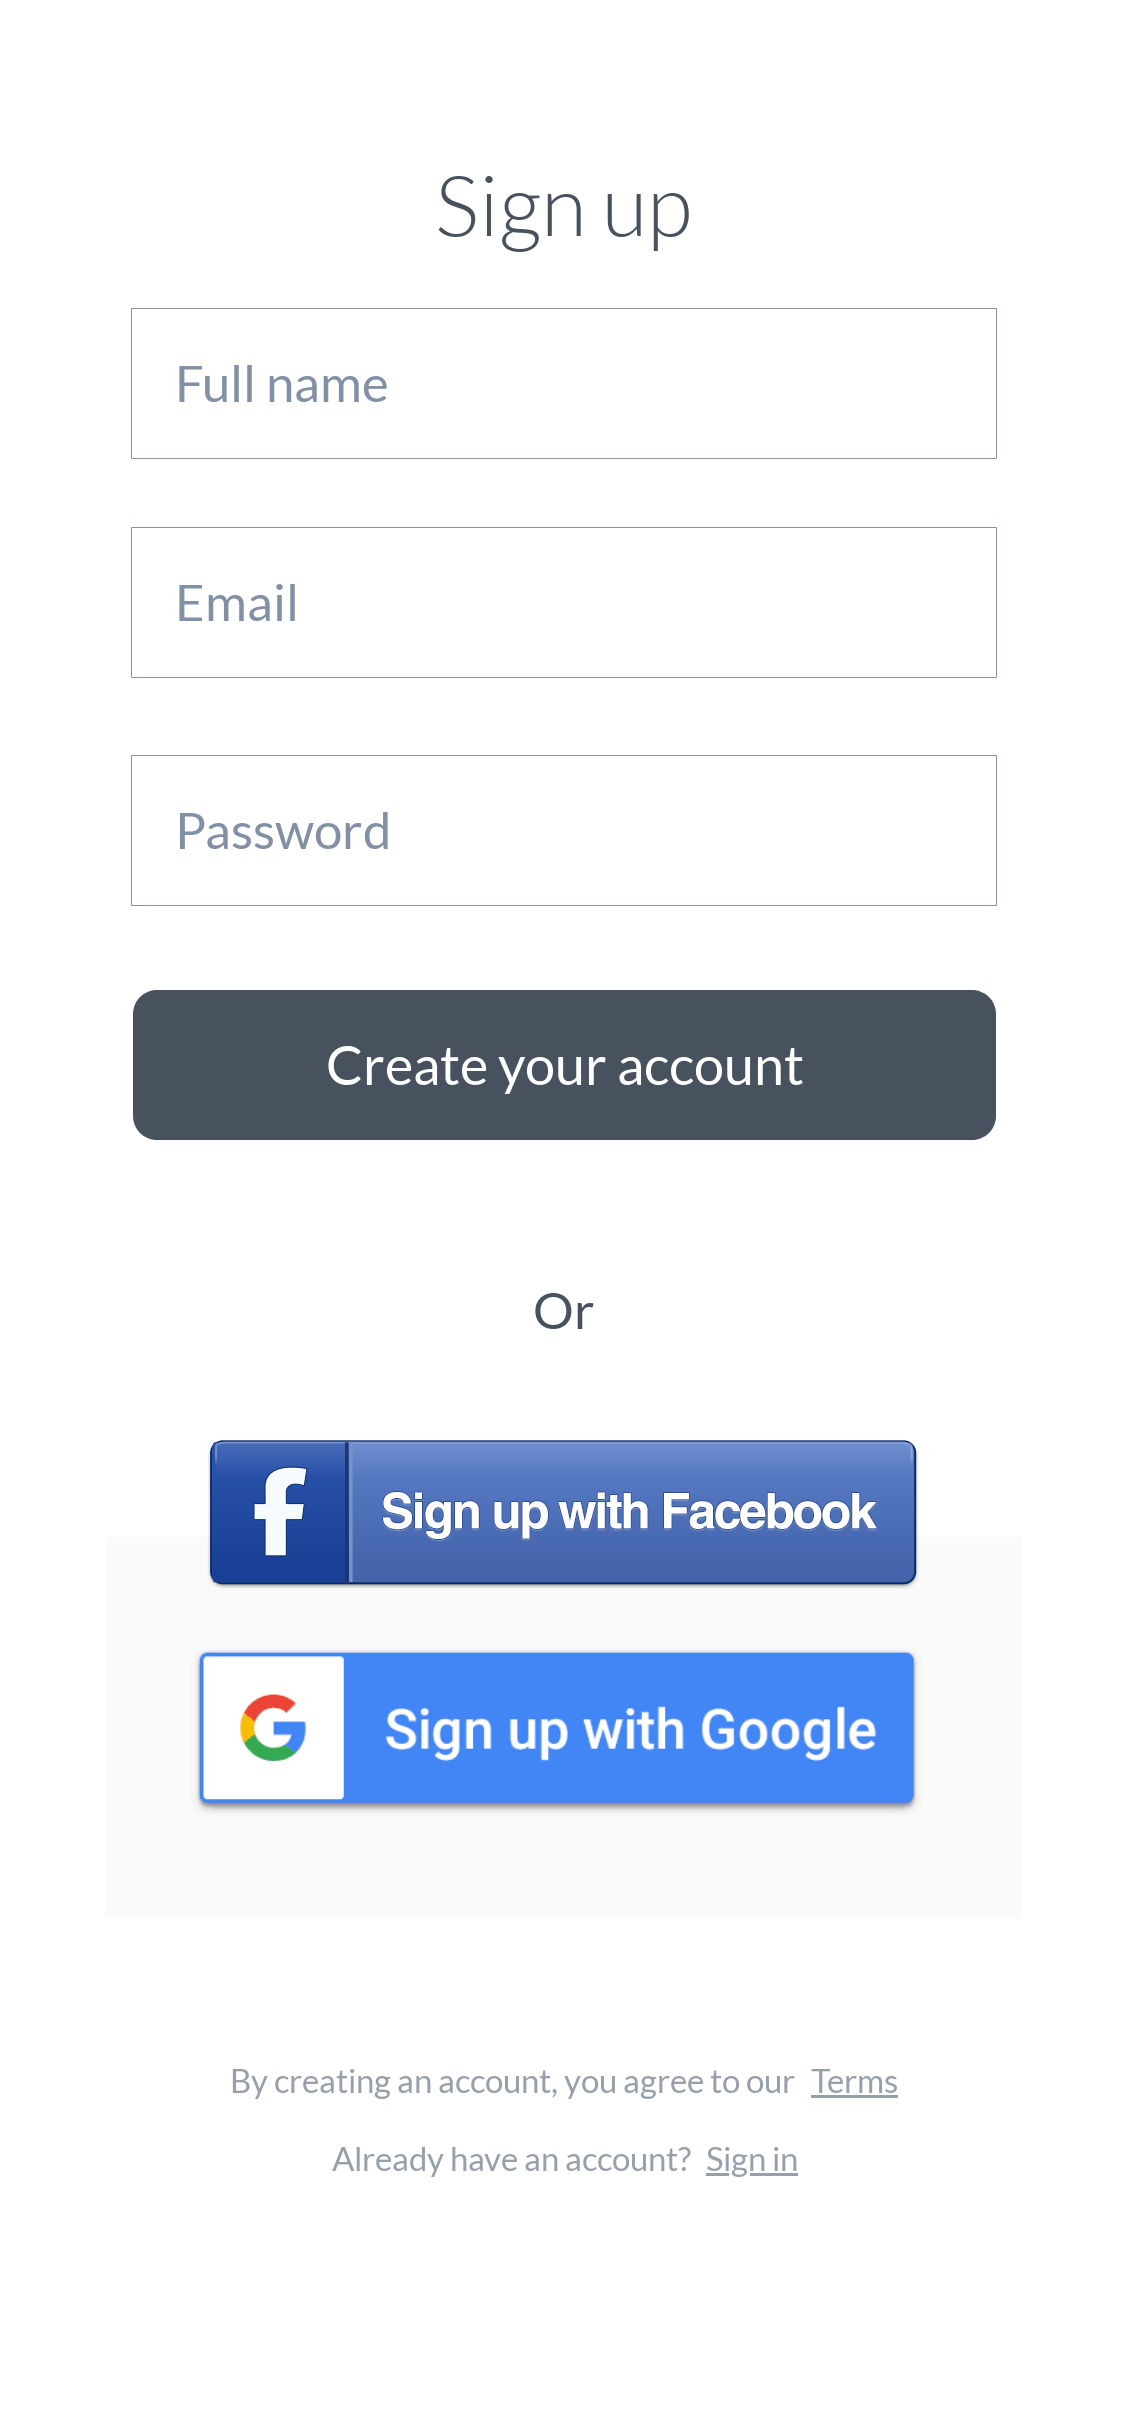 Sign up
Full name
Email
Password
Create your account
Or
Sign up with Facebook
Sign up with Google
By creating an account, you agree to our Terms
Already have an account? Sign in